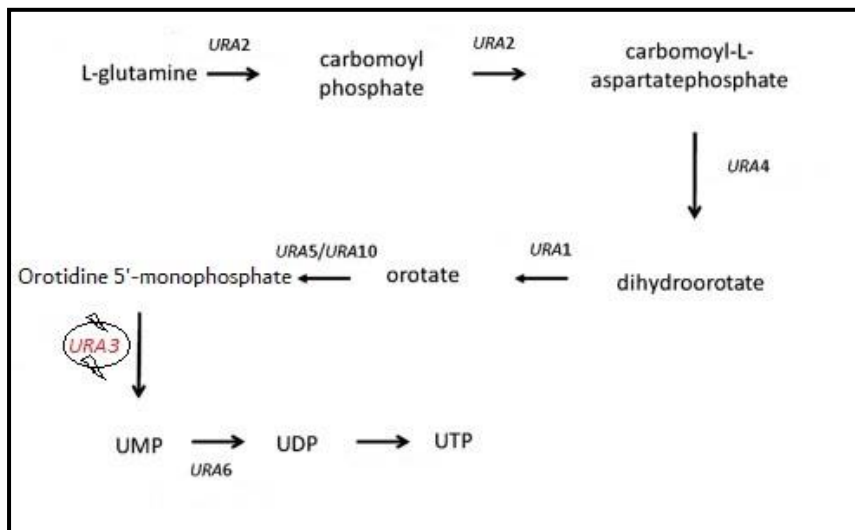 L-glutamine
URA2
carbomoyl
phosphate
URA2
carbomoyl-L-
aspartatephosphate
URA4
dihydroorotate
URA1
orotate
URA5/URA10
Orotidine 5'-monophosphate
URA3
UMP
URA6
UDP
UTP